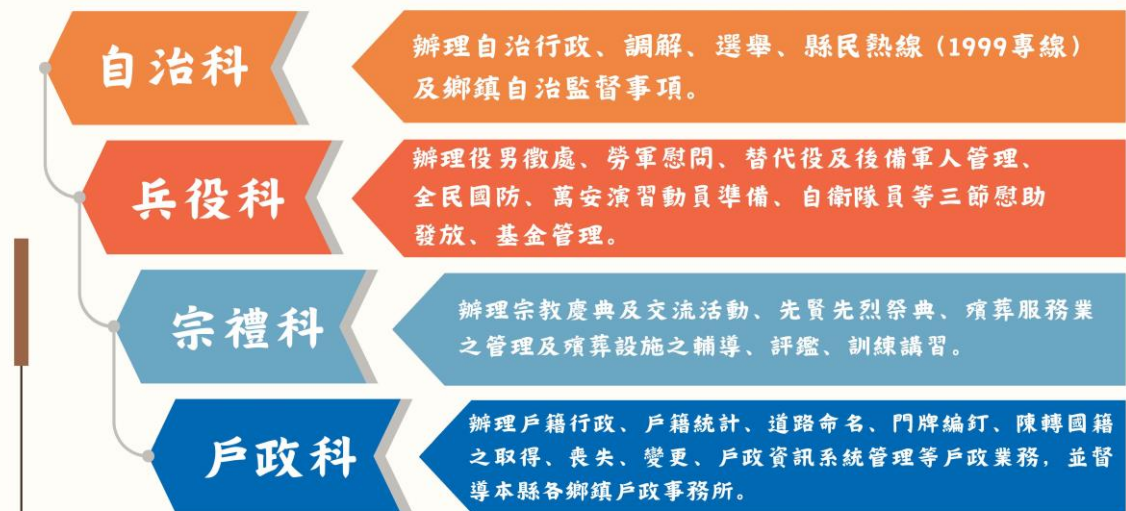 自治科
辦理自治行政、調解、選舉、縣民熱線（1999專線）
及鄉鎮自治監督事項。
兵役科
辦理役男徵處、勞軍慰問、替代役及後備軍人管理、
全民國防、萬安演習動員準備、自衛隊員等三節慰助
發放、基金管理。
宗禮科
辦理宗教慶典及交流活動、先賢先烈祭典、殯葬服務業
之管理及殯葬設施之輔導、評鑑、訓練講習。
戶政科
辦理戶籍行政、戶籍統計、道路命名、門牌編釘、陳轉國籍
之取得、喪失、變更、戶政資訊系統管理等戶政業務，並督
導本縣各鄉鎮戶政事務所。